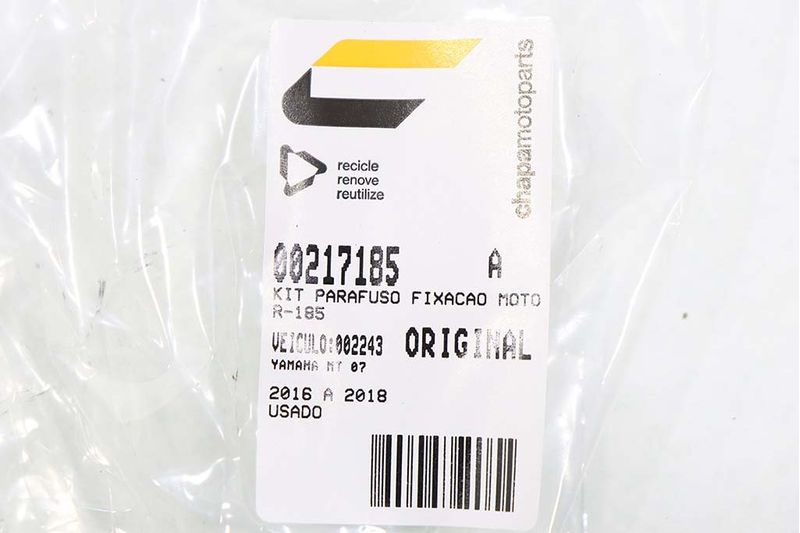 chapamotoparts
recicle
renove
reutilize
00217185 A
KIT PARAFUSO FIXACAO MOTO
R-185
VEICULO:002243 ORIGINAL
YAMAHA MT 07
2016 A 2018
USADO